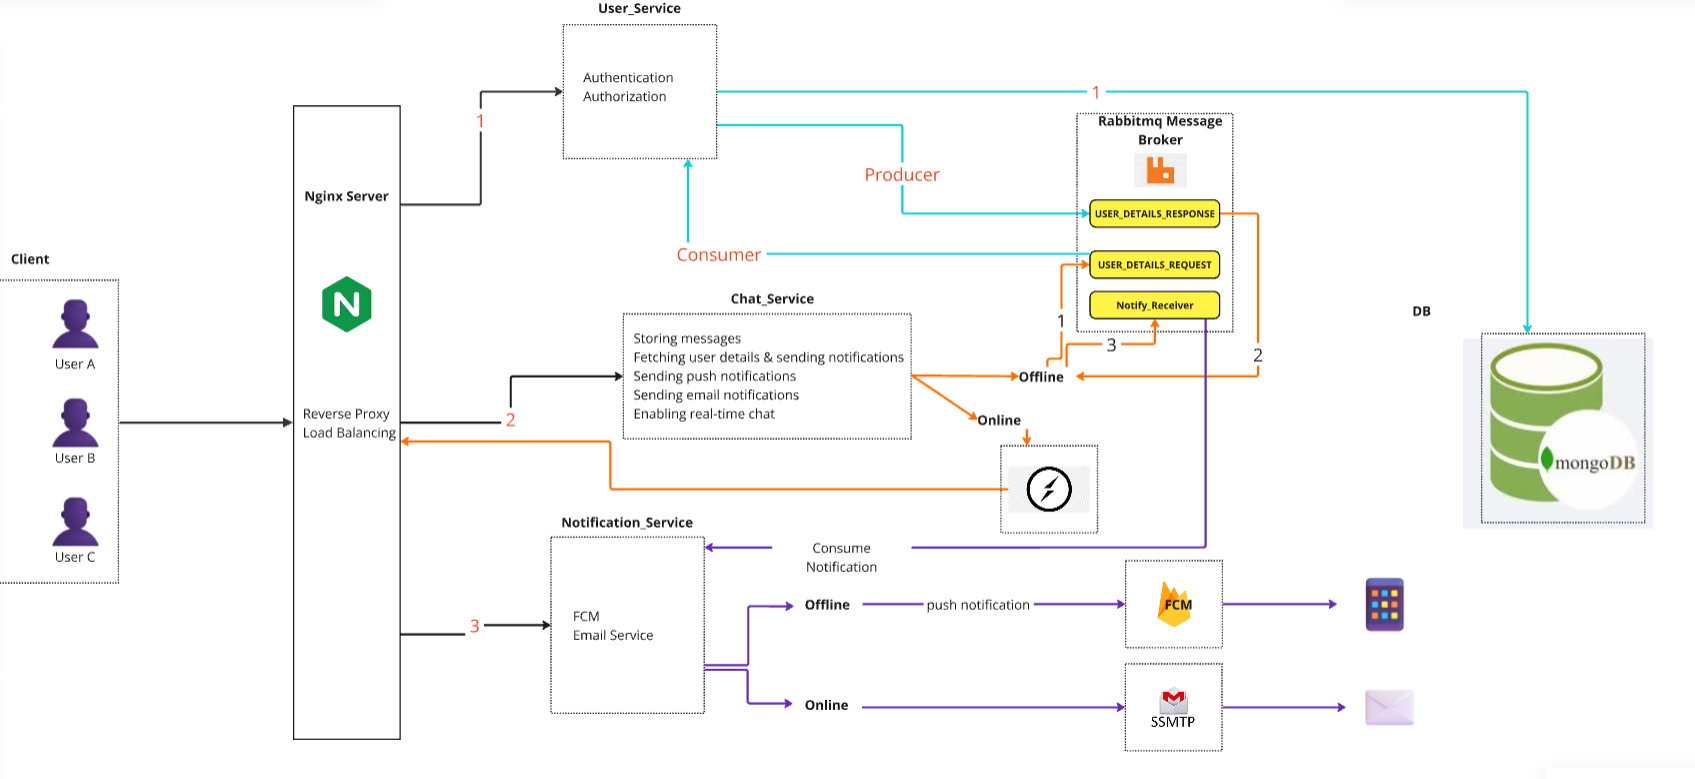 User_Service
Authentication
Authorization
1
1
Rabbitmq Message
Broker
Producer
USER_DETAILS_RESPONSE
Consumer
USER_DETAILS_REQUEST
Notify_Receiver
1
3
2
Nginx Server
N
Reverse Proxy
Load Balancing
Client
User A
User B
User C
Chat_Service
Storing messages
Fetching user details & sending notifications
Sending push notifications
Sending email notifications
Enabling real-time chat
2
Offline
Online
DB
mongoDB
Notification_Service
Consume
Notification
3
FCM
Email Service
Offline
push notification
FCM
Online
SSMTP